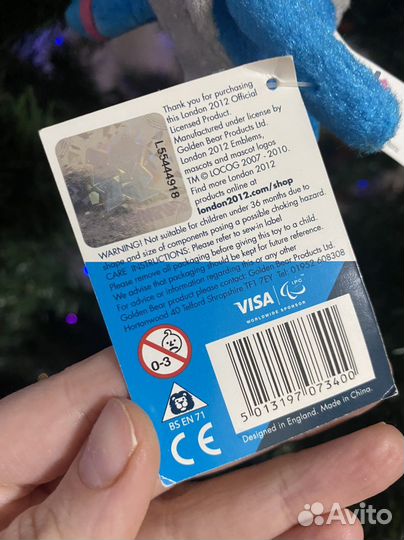 L55444918
Thank you for purchasing
this London 2012 Official
Licensed Product.
Manufactured under license by
Golden Bear Products Ltd.
London 2012 Emblems,
mascots and mascot logos
TM © LOCOG 2007 - 2010.
Find more London 2012
products online at
london2012.com/shop
WARNING! Not suitable for children under 36 months due to
shape and size of components posing a possible choking hazard.
CARE INSTRUCTIONS: Please refer to sew-in label
Please remove all packaging before giving this toy to a child.
We advise that packaging should be kept for future reference.
For advice or information regarding this or any other
Golden Bear product please contact: Golden Bear Products Ltd.
Hortonwood 40 Telford Shropshire TF1 7EY Tel: 01952 608308
VISA
IPC
WORLDWIDE SPONSOR
0-3
BS EN 71
CE
5 013197 073400
Designed in England. Made in China.
Avito